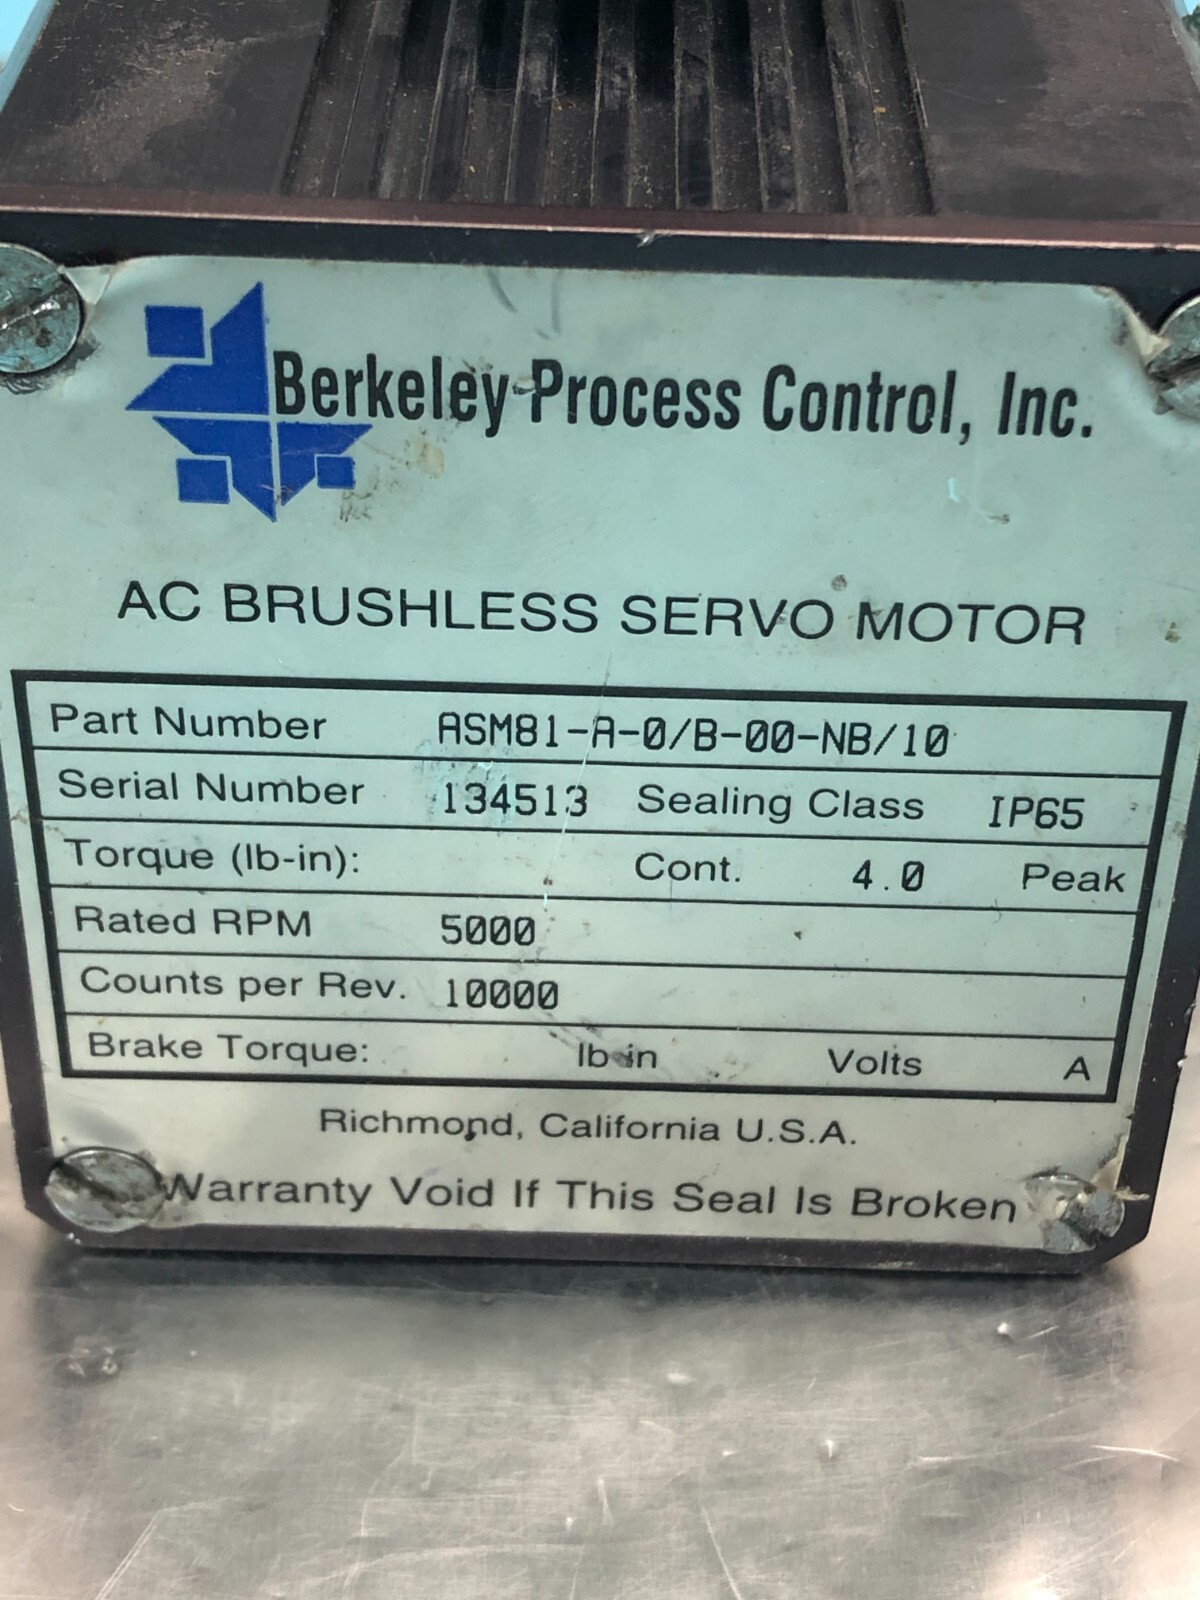 Berkeley Process Control, Inc.
AC BRUSHLESS SERVO MOTOR
Part Number ASM81-A-0/B-00-NB/10
Serial Number 134513 Sealing Class IP65
Torque (lb-in): Cont. 4.0 Peak
Rated RPM 5000
Counts per Rev. 10000
Brake Torque: lb-in Volts A
Richmond, California U.S.A.
Warranty Void If This Seal Is Broken